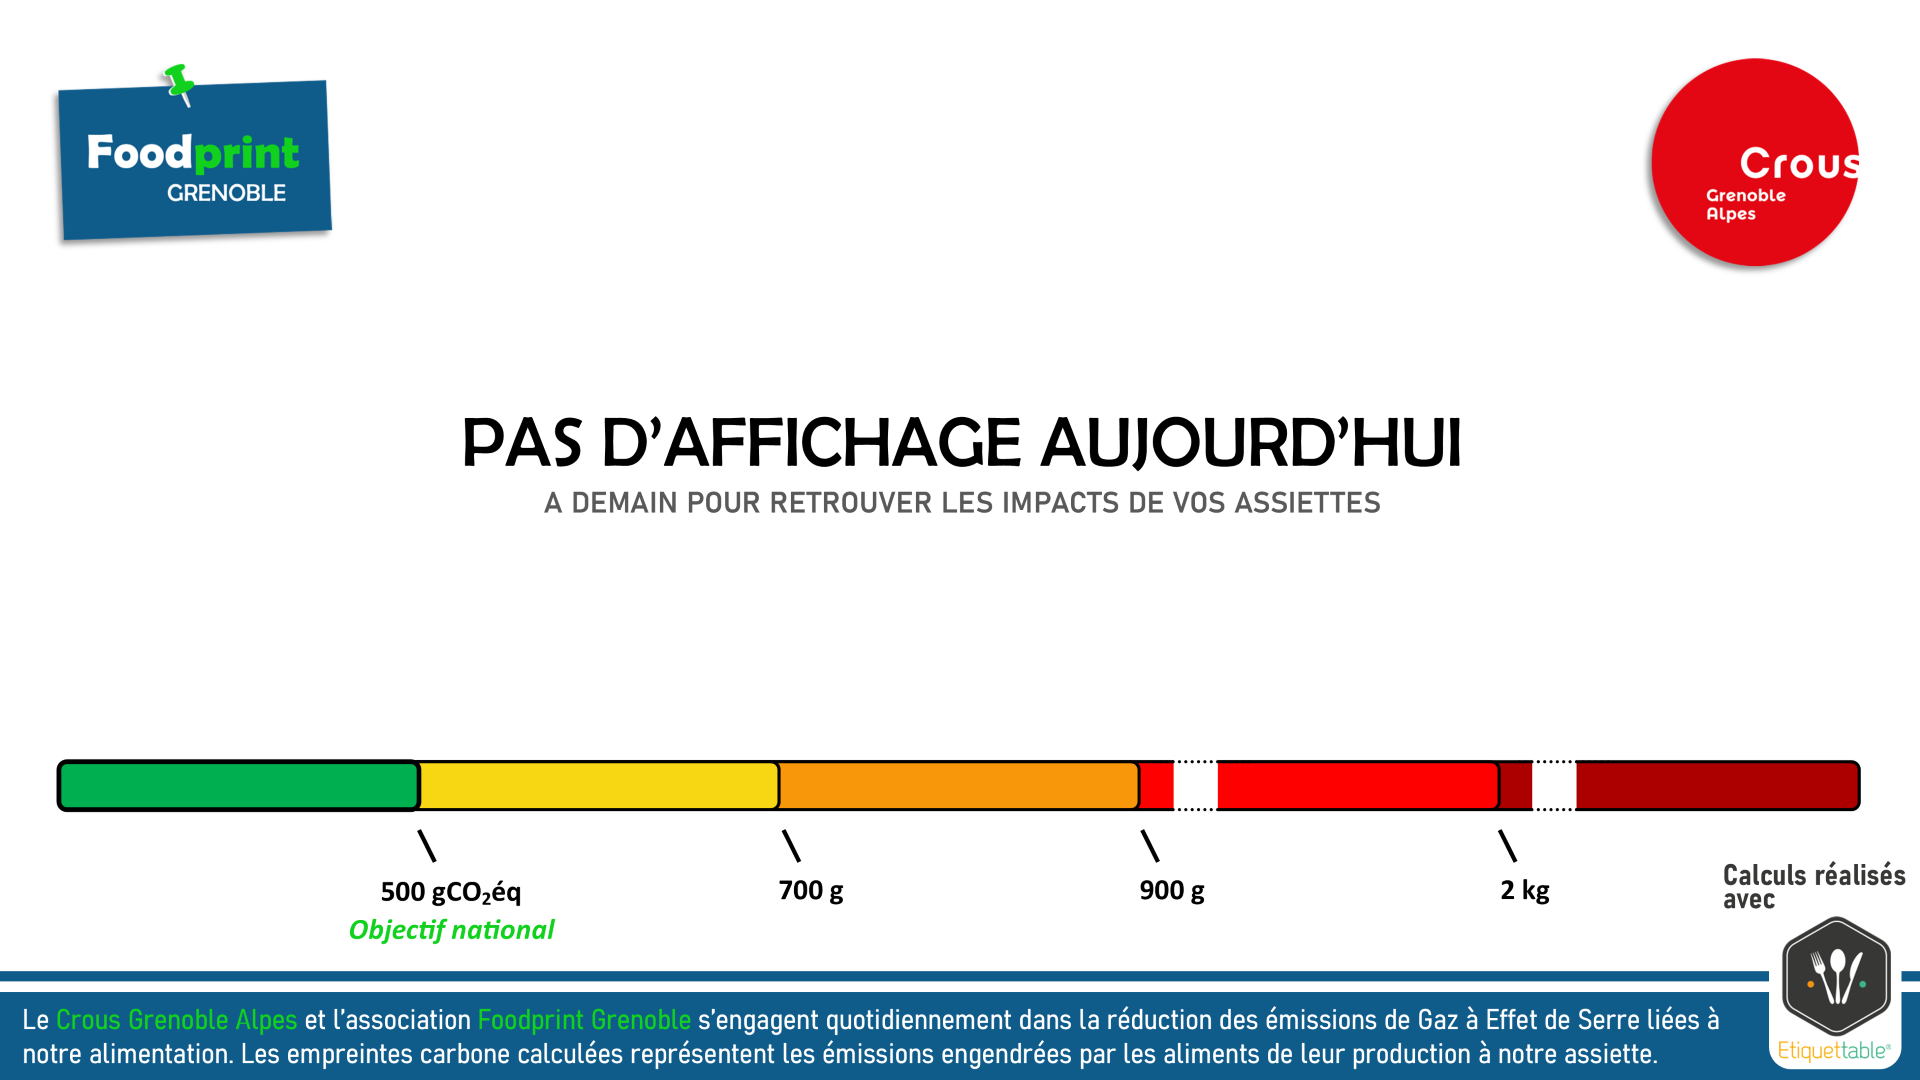 Foodprint
GRENOBLE
Crous
Grenoble
Alpes
PAS D’AFFICHAGE AUJOURD’HUI
A DEMAIN POUR RETROUVER LES IMPACTS DE VOS ASSIETTES
500 gCO₂éq
700 g
900 g
2 kg
Objectif national
Calculs réalisés
avec
Le Crous Grenoble Alpes et l’association Foodprint Grenoble s’engagent quotidiennement dans la réduction des émissions de Gaz à Effet de Serre liées à
notre alimentation. Les empreintes carbone calculées représentent les émissions engendrées par les aliments de leur production à notre assiette.
Etiquettable®